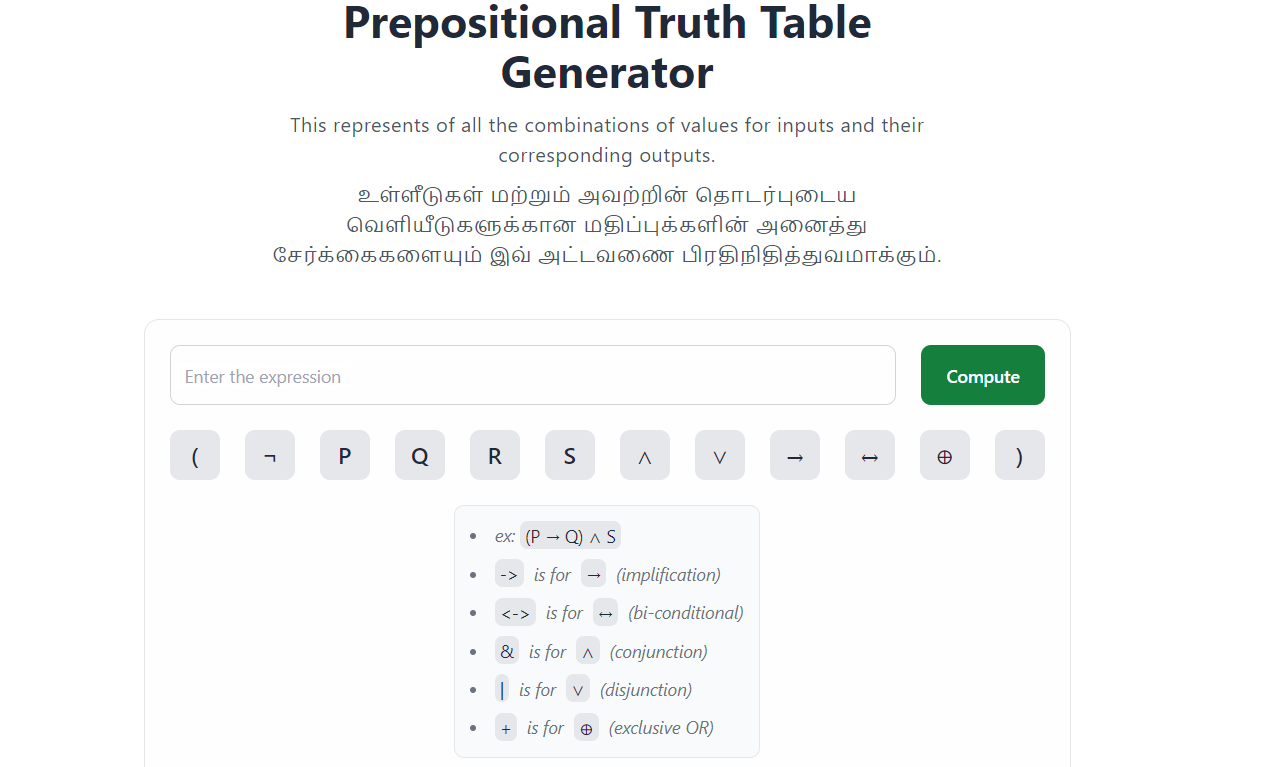 Prepositional Truth Table
Generator
This represents of all the combinations of values for inputs and their
corresponding outputs.
உள்ளீடுகள் மற்றும் அவற்றின் தொடர்புடைய
வெளியீடுகளுக்கான மதிப்புக்களின் அனைத்து
சேர்க்கைகளையும் இவ் அட்டவணை பிரதிநிதித்துவமாக்கும்.
Enter the expression
Compute
( ¬ P Q R S ∧ ∨ → ↔ ⊕ )
• ex: (P → Q) ∧ S
• -> is for → (implification)
• <-> is for ↔ (bi-conditional)
• & is for ∧ (conjunction)
• | is for ∨ (disjunction)
• + is for ⊕ (exclusive OR)